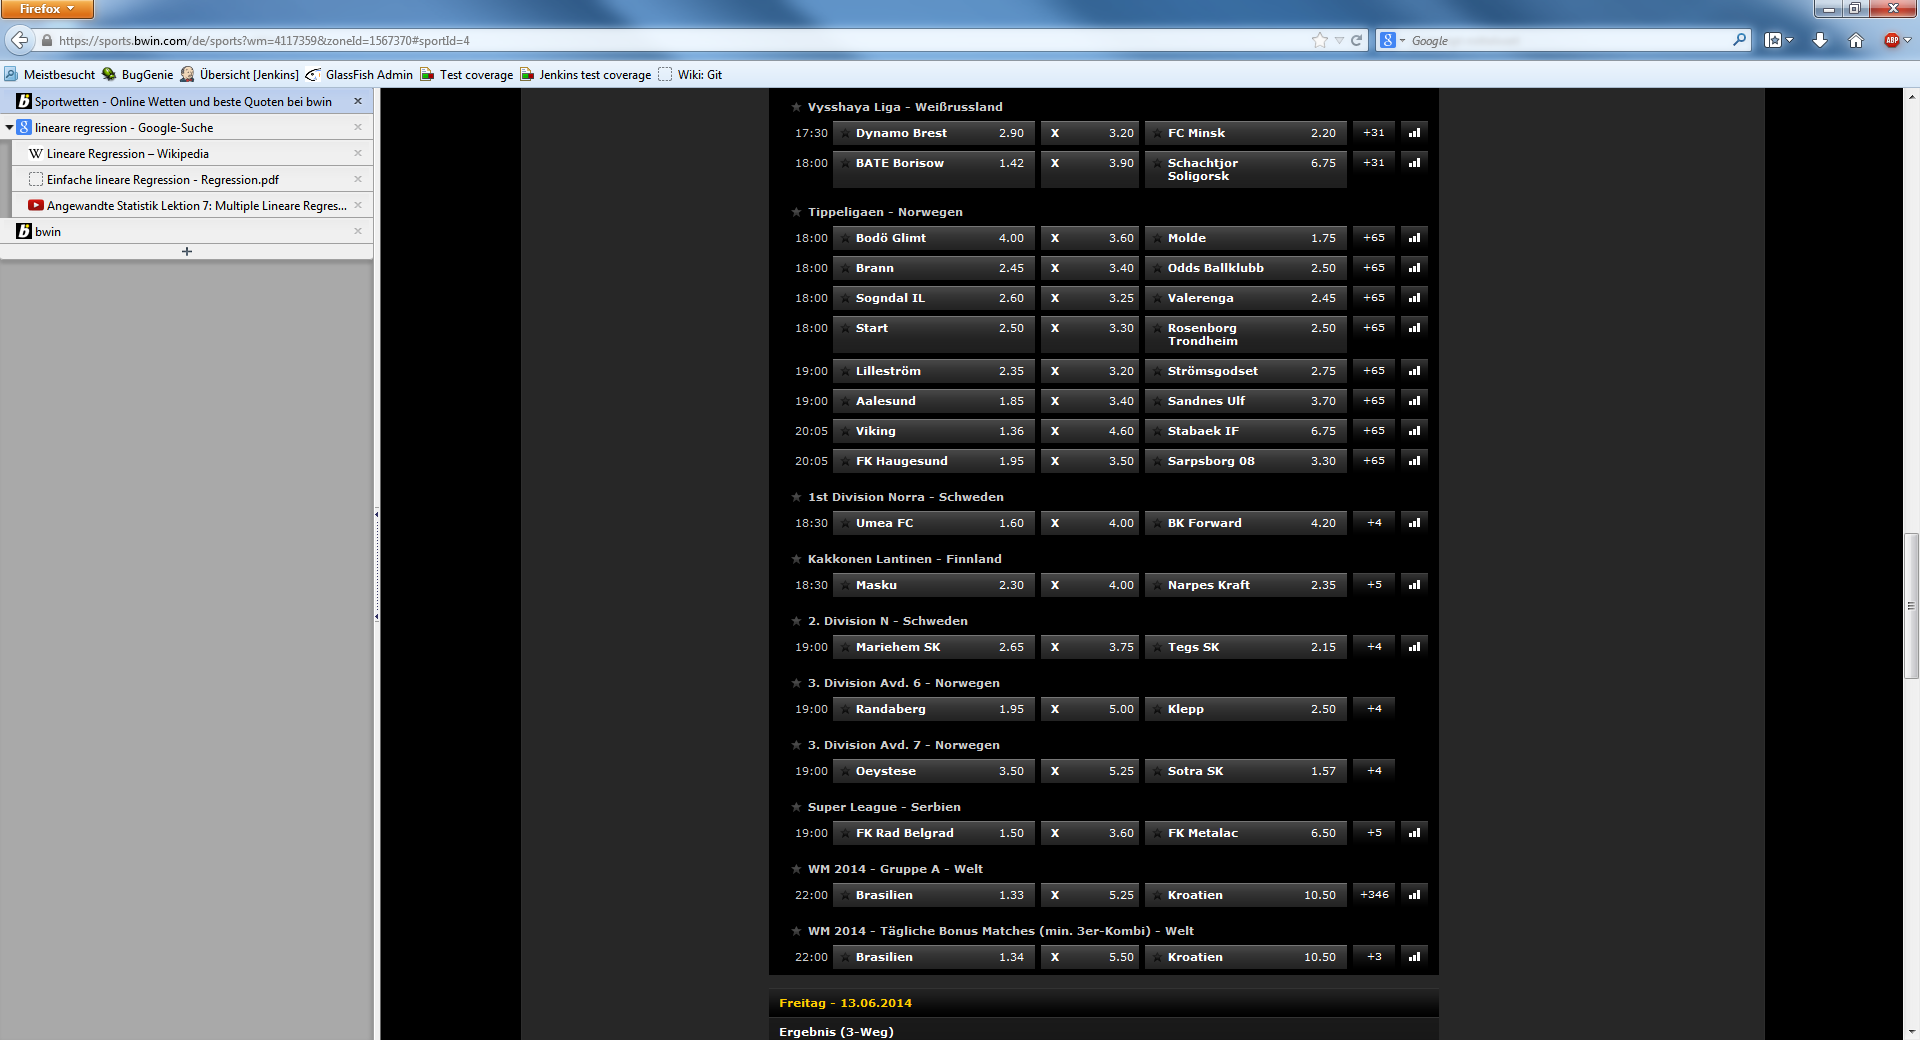 Firefox
https://sports.bwin.com/de/sports?wm=4117359&zoneId=1567370#sportId=4
Google
Meistbesucht BugGenie Übersicht [Jenkins] GlassFish Admin Test coverage Jenkins test coverage Wiki: Git
ABP
Sportwetten - Online Wetten und beste Quoten bei bwin
lineare regression - Google-Suche
Lineare Regression – Wikipedia
Einfache lineare Regression - Regression.pdf
Angewandte Statistik Lektion 7: Multiple Lineare Regres...
bwin
Vysshaya Liga - Weißrussland
17:30 Dynamo Brest 2.90 X 3.20 FC Minsk 2.20 +31
18:00 BATE Borisow 1.42 X 3.90 Schachtjor Soligorsk 6.75 +31
Tippeligaen - Norwegen
18:00 Bodö Glimt 4.00 X 3.60 Molde 1.75 +65
18:00 Brann 2.45 X 3.40 Odds Ballklubb 2.50 +65
18:00 Sogndal IL 2.60 X 3.25 Valerenga 2.45 +65
18:00 Start 2.50 X 3.30 Rosenborg Trondheim 2.50 +65
19:00 Lilleström 2.35 X 3.20 Strömsgodset 2.75 +65
19:00 Aalesund 1.85 X 3.40 Sandnes Ulf 3.70 +65
20:05 Viking 1.36 X 4.60 Stabaek IF 6.75 +65
20:05 FK Haugesund 1.95 X 3.50 Sarpsborg 08 3.30 +65
1st Division Norra - Schweden
18:30 Umea FC 1.60 X 4.00 BK Forward 4.20 +4
Kakkonen Lantinen - Finnland
18:30 Masku 2.30 X 4.00 Narpes Kraft 2.35 +5
2. Division N - Schweden
19:00 Mariehem SK 2.65 X 3.75 Tegs SK 2.15 +4
3. Division Avd. 6 - Norwegen
19:00 Randaberg 1.95 X 5.00 Klepp 2.50 +4
3. Division Avd. 7 - Norwegen
19:00 Oeystese 3.50 X 5.25 Sotra SK 1.57 +4
Super League - Serbien
19:00 FK Rad Belgrad 1.50 X 3.60 FK Metalac 6.50 +5
WM 2014 - Gruppe A - Welt
22:00 Brasilien 1.33 X 5.25 Kroatien 10.50 +346
WM 2014 - Tägliche Bonus Matches (min. 3er-Kombi) - Welt
22:00 Brasilien 1.34 X 5.50 Kroatien 10.50 +3
Freitag - 13.06.2014
Ergebnis (3-Weg)